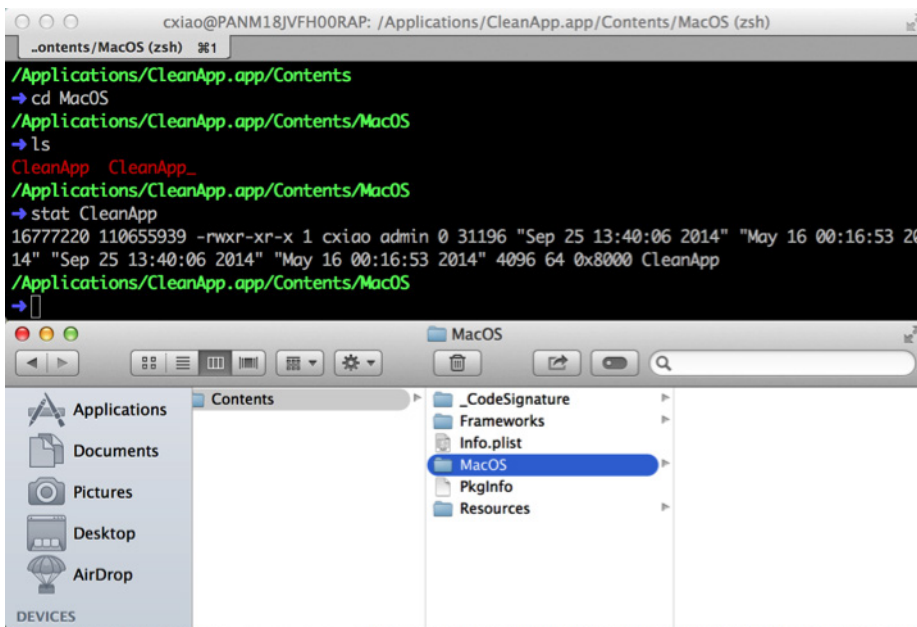 cxiao@PANM18JVFH00RAP: /Applications/CleanApp.app/Contents/MacOS (zsh)
..ontents/MacOS (zsh) ⌘1
/Applications/CleanApp.app/Contents
→ cd MacOS
/Applications/CleanApp.app/Contents/MacOS
→ ls
CleanApp CleanApp_
/Applications/CleanApp.app/Contents/MacOS
→ stat CleanApp
16777220 110655939 -rwxr-xr-x 1 cxiao admin 0 31196 "Sep 25 13:40:06 2014" "May 16 00:16:53 20
14" "Sep 25 13:40:06 2014" "May 16 00:16:53 2014" 4096 64 0x8000 CleanApp
/Applications/CleanApp.app/Contents/MacOS
→
MacOS
Applications
Documents
Pictures
Desktop
AirDrop
DEVICES
Contents
_CodeSignature
Frameworks
Info.plist
MacOS
PkgInfo
Resources